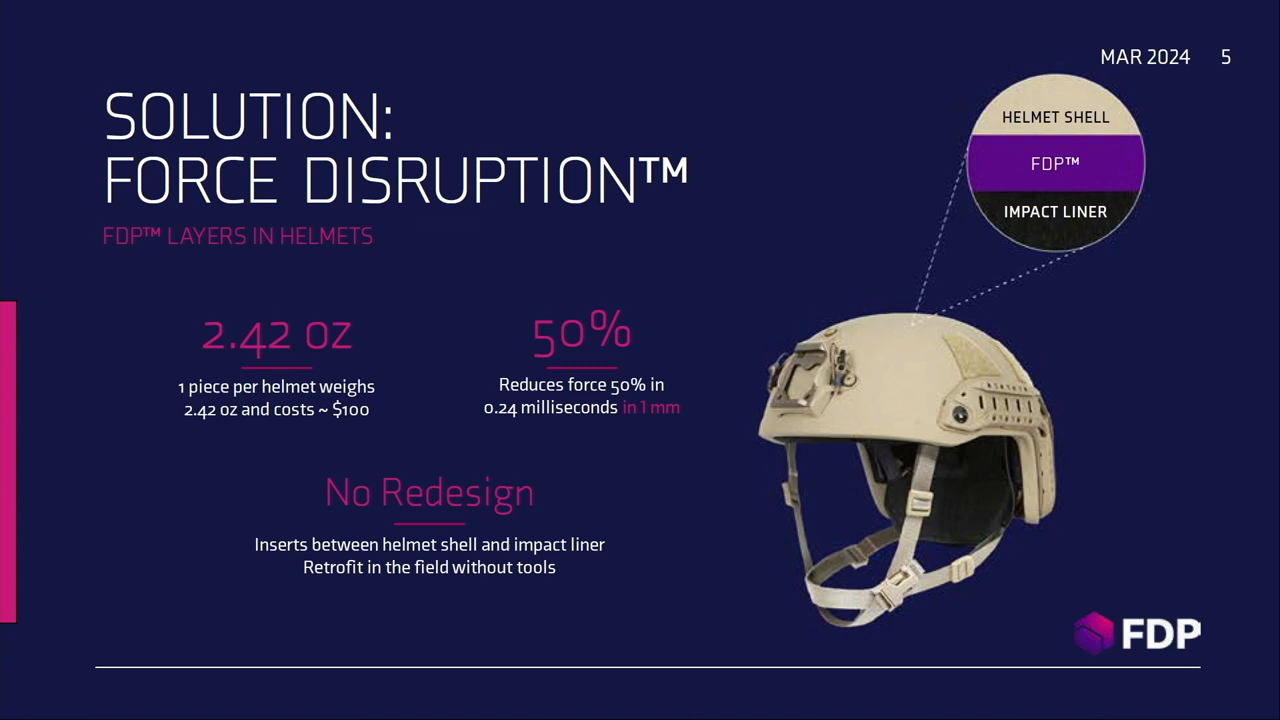 MAR 2024 5
SOLUTION:
FORCE DISRUPTION™
FDP™ LAYERS IN HELMETS
HELMET SHELL
FDP™
IMPACT LINER
2.42 oz
1 piece per helmet weighs
2.42 oz and costs ~ $100
50%
Reduces force 50% in
0.24 milliseconds in 1 mm
No Redesign
Inserts between helmet shell and impact liner
Retrofit in the field without tools
FDP